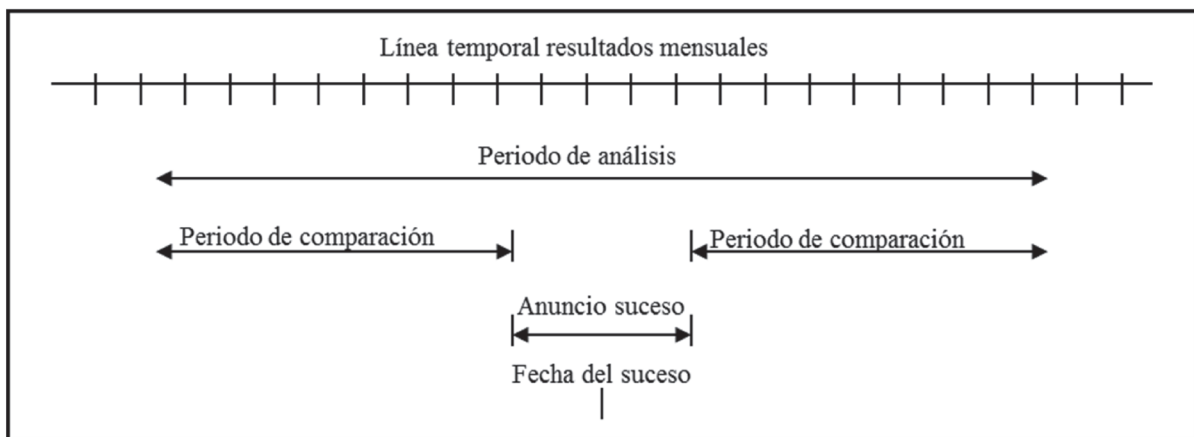 Línea temporal resultados mensuales
Periodo de análisis
Periodo de comparación
Periodo de comparación
Anuncio suceso
Fecha del suceso